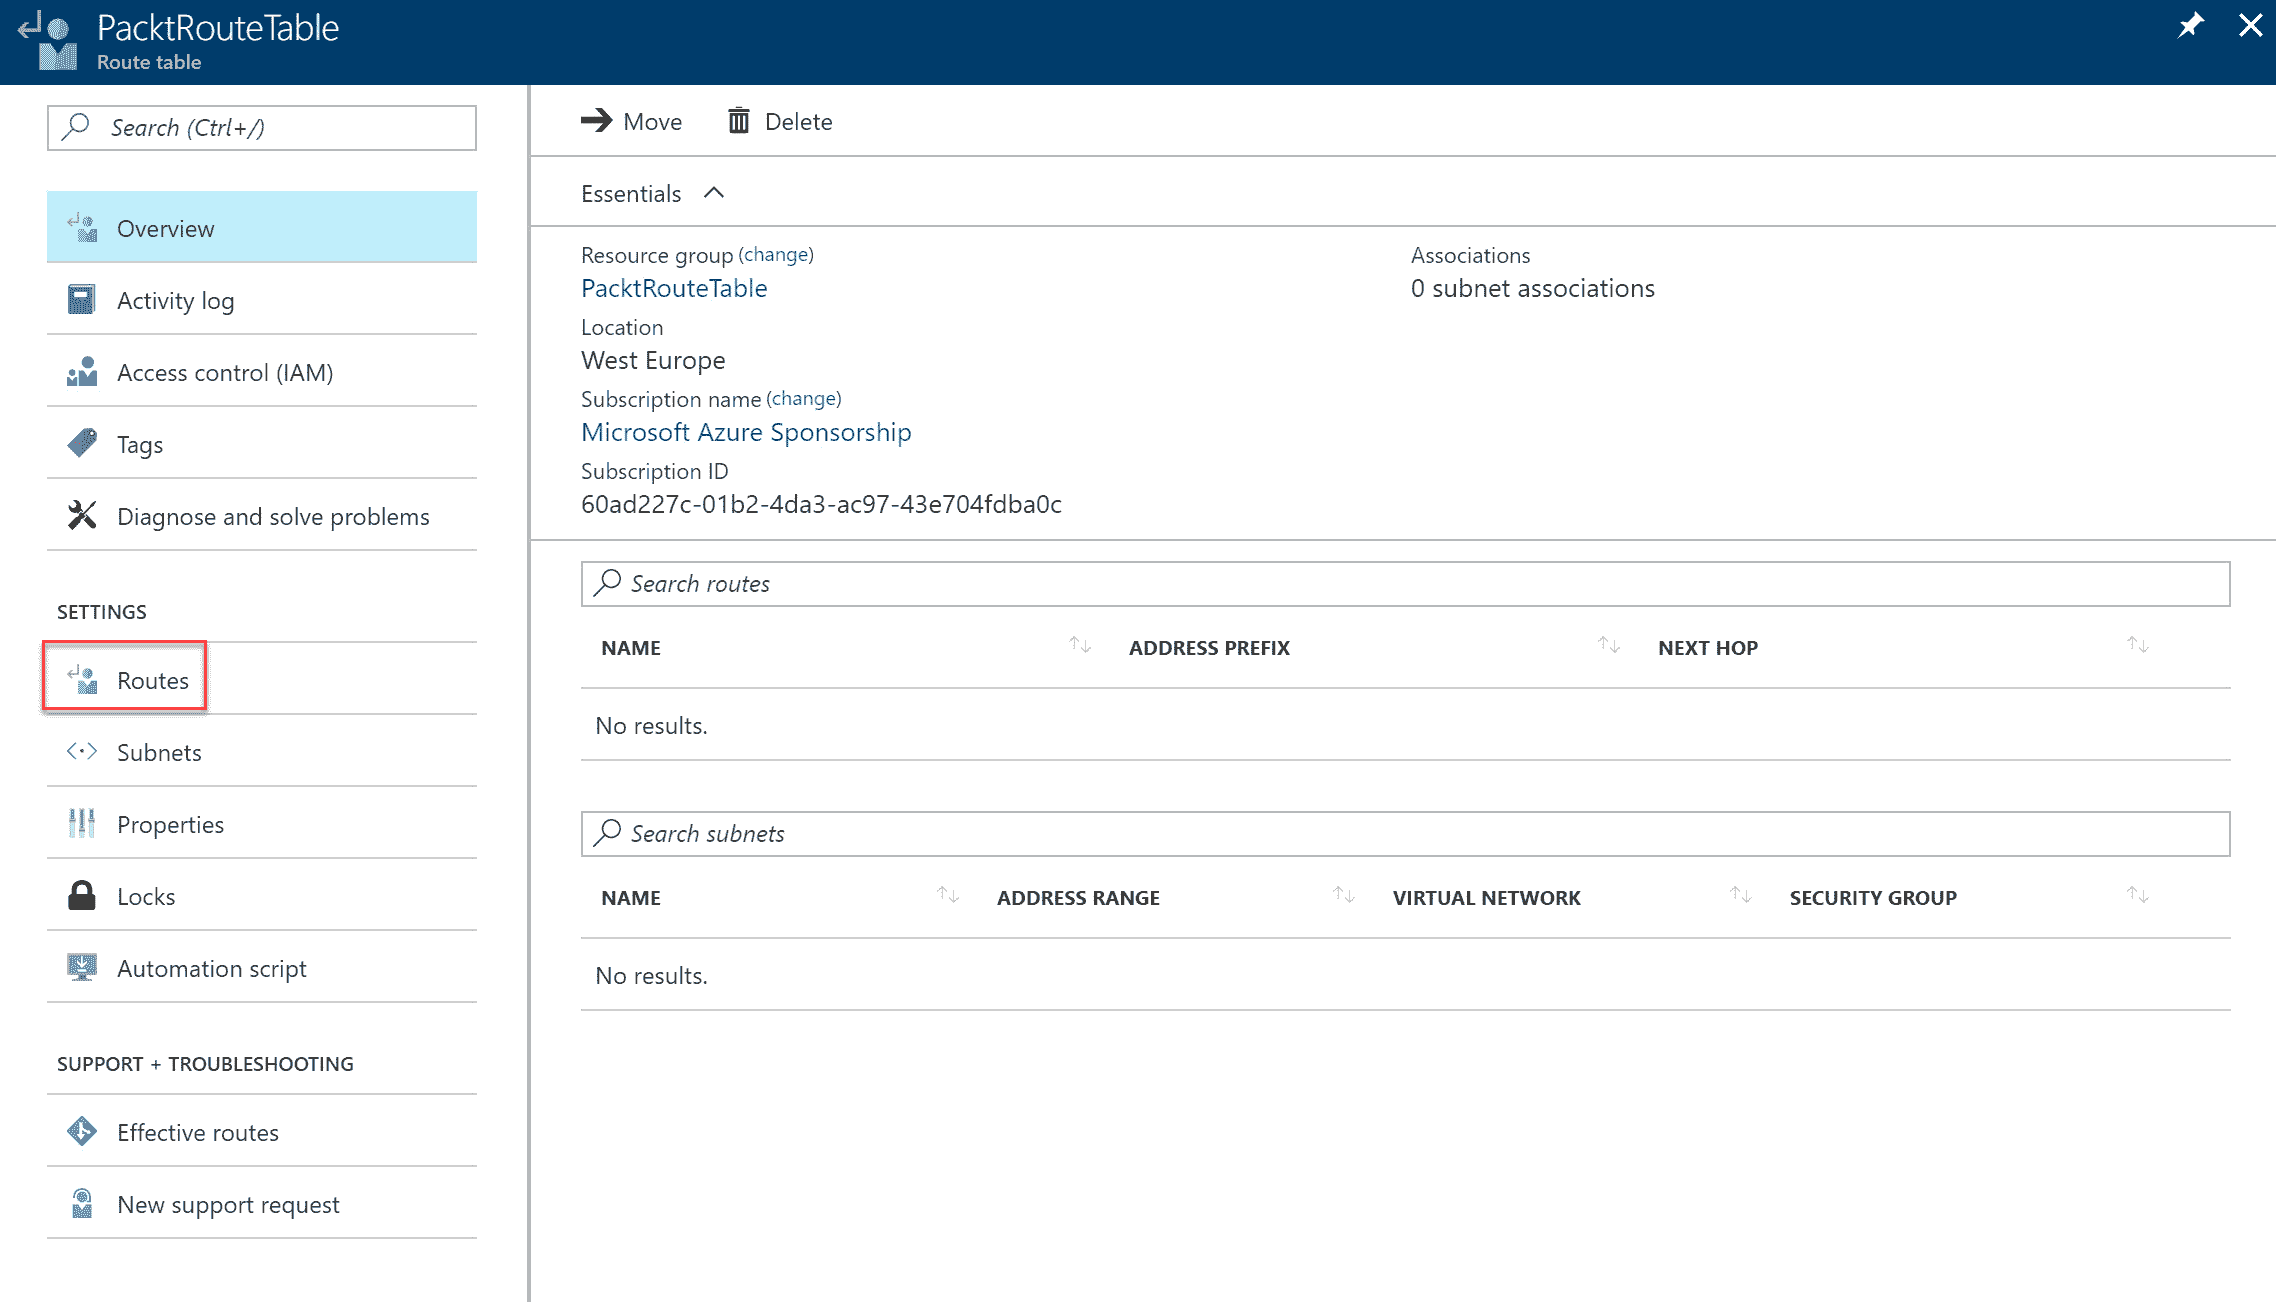 PacktRouteTable
Route table
Search (Ctrl+/)
Overview
Activity log
Access control (IAM)
Tags
Diagnose and solve problems
SETTINGS
Routes
Subnets
Properties
Locks
Automation script
SUPPORT + TROUBLESHOOTING
Effective routes
New support request
Move Delete
Essentials
Resource group (change)
PacktRouteTable
Location
West Europe
Subscription name (change)
Microsoft Azure Sponsorship
Subscription ID
60ad227c-01b2-4da3-ac97-43e704fdba0c
Associations
0 subnet associations
Search routes
NAME ADDRESS PREFIX NEXT HOP
No results.
Search subnets
NAME ADDRESS RANGE VIRTUAL NETWORK SECURITY GROUP
No results.